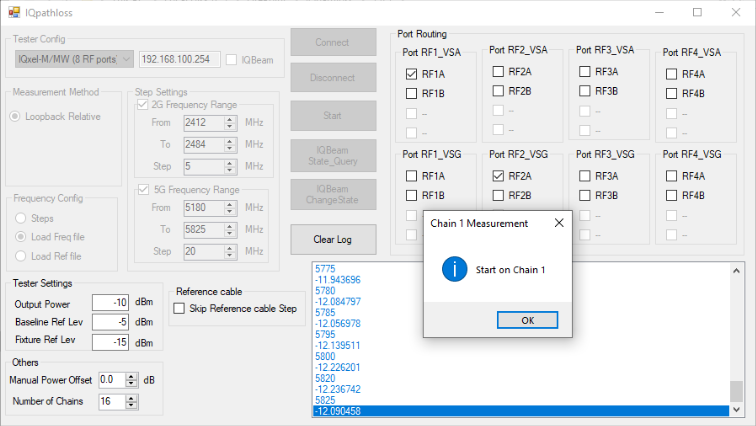 IQpathloss
Tester Config
IQxel-M/MW (8 RF ports)
192.168.100.254
IQBeam
Measurement Method
Loopback Relative
Frequency Config
Steps
Load Freq file
Load Ref file
Step Settings
2G Frequency Range
From 2412 MHz
To 2484 MHz
Step 5 MHz
5G Frequency Range
From 5180 MHz
To 5825 MHz
Step 20 MHz
Connect
Disconnect
Start
IQBeam
State_Query
IQBeam
ChangeState
Clear Log
Port Routing
Port RF1_VSA
RF1A
RF1B
--
--
Port RF2_VSA
RF2A
RF2B
--
--
Port RF3_VSA
RF3A
RF3B
--
--
Port RF4_VSA
RF4A
RF4B
--
--
Port RF1_VSG
RF1A
RF1B
Port RF2_VSG
RF2A
Port RF3_VSG
RF3A
RF3B
--
--
Port RF4_VSG
RF4A
RF4B
--
--
Chain 1 Measurement
Start on Chain 1
OK
Tester Settings
Output Power -10 dBm
Baseline Ref Lev -5 dBm
Fixture Ref Lev -15 dBm
Reference cable
Skip Reference cable Step
Others
Manual Power Offset 0.0 dB
Number of Chains 16
5775
-11.943696
5780
-12.084797
5785
-12.056978
5795
-12.139511
5800
-12.226201
5820
-12.236742
5825
-12.090458